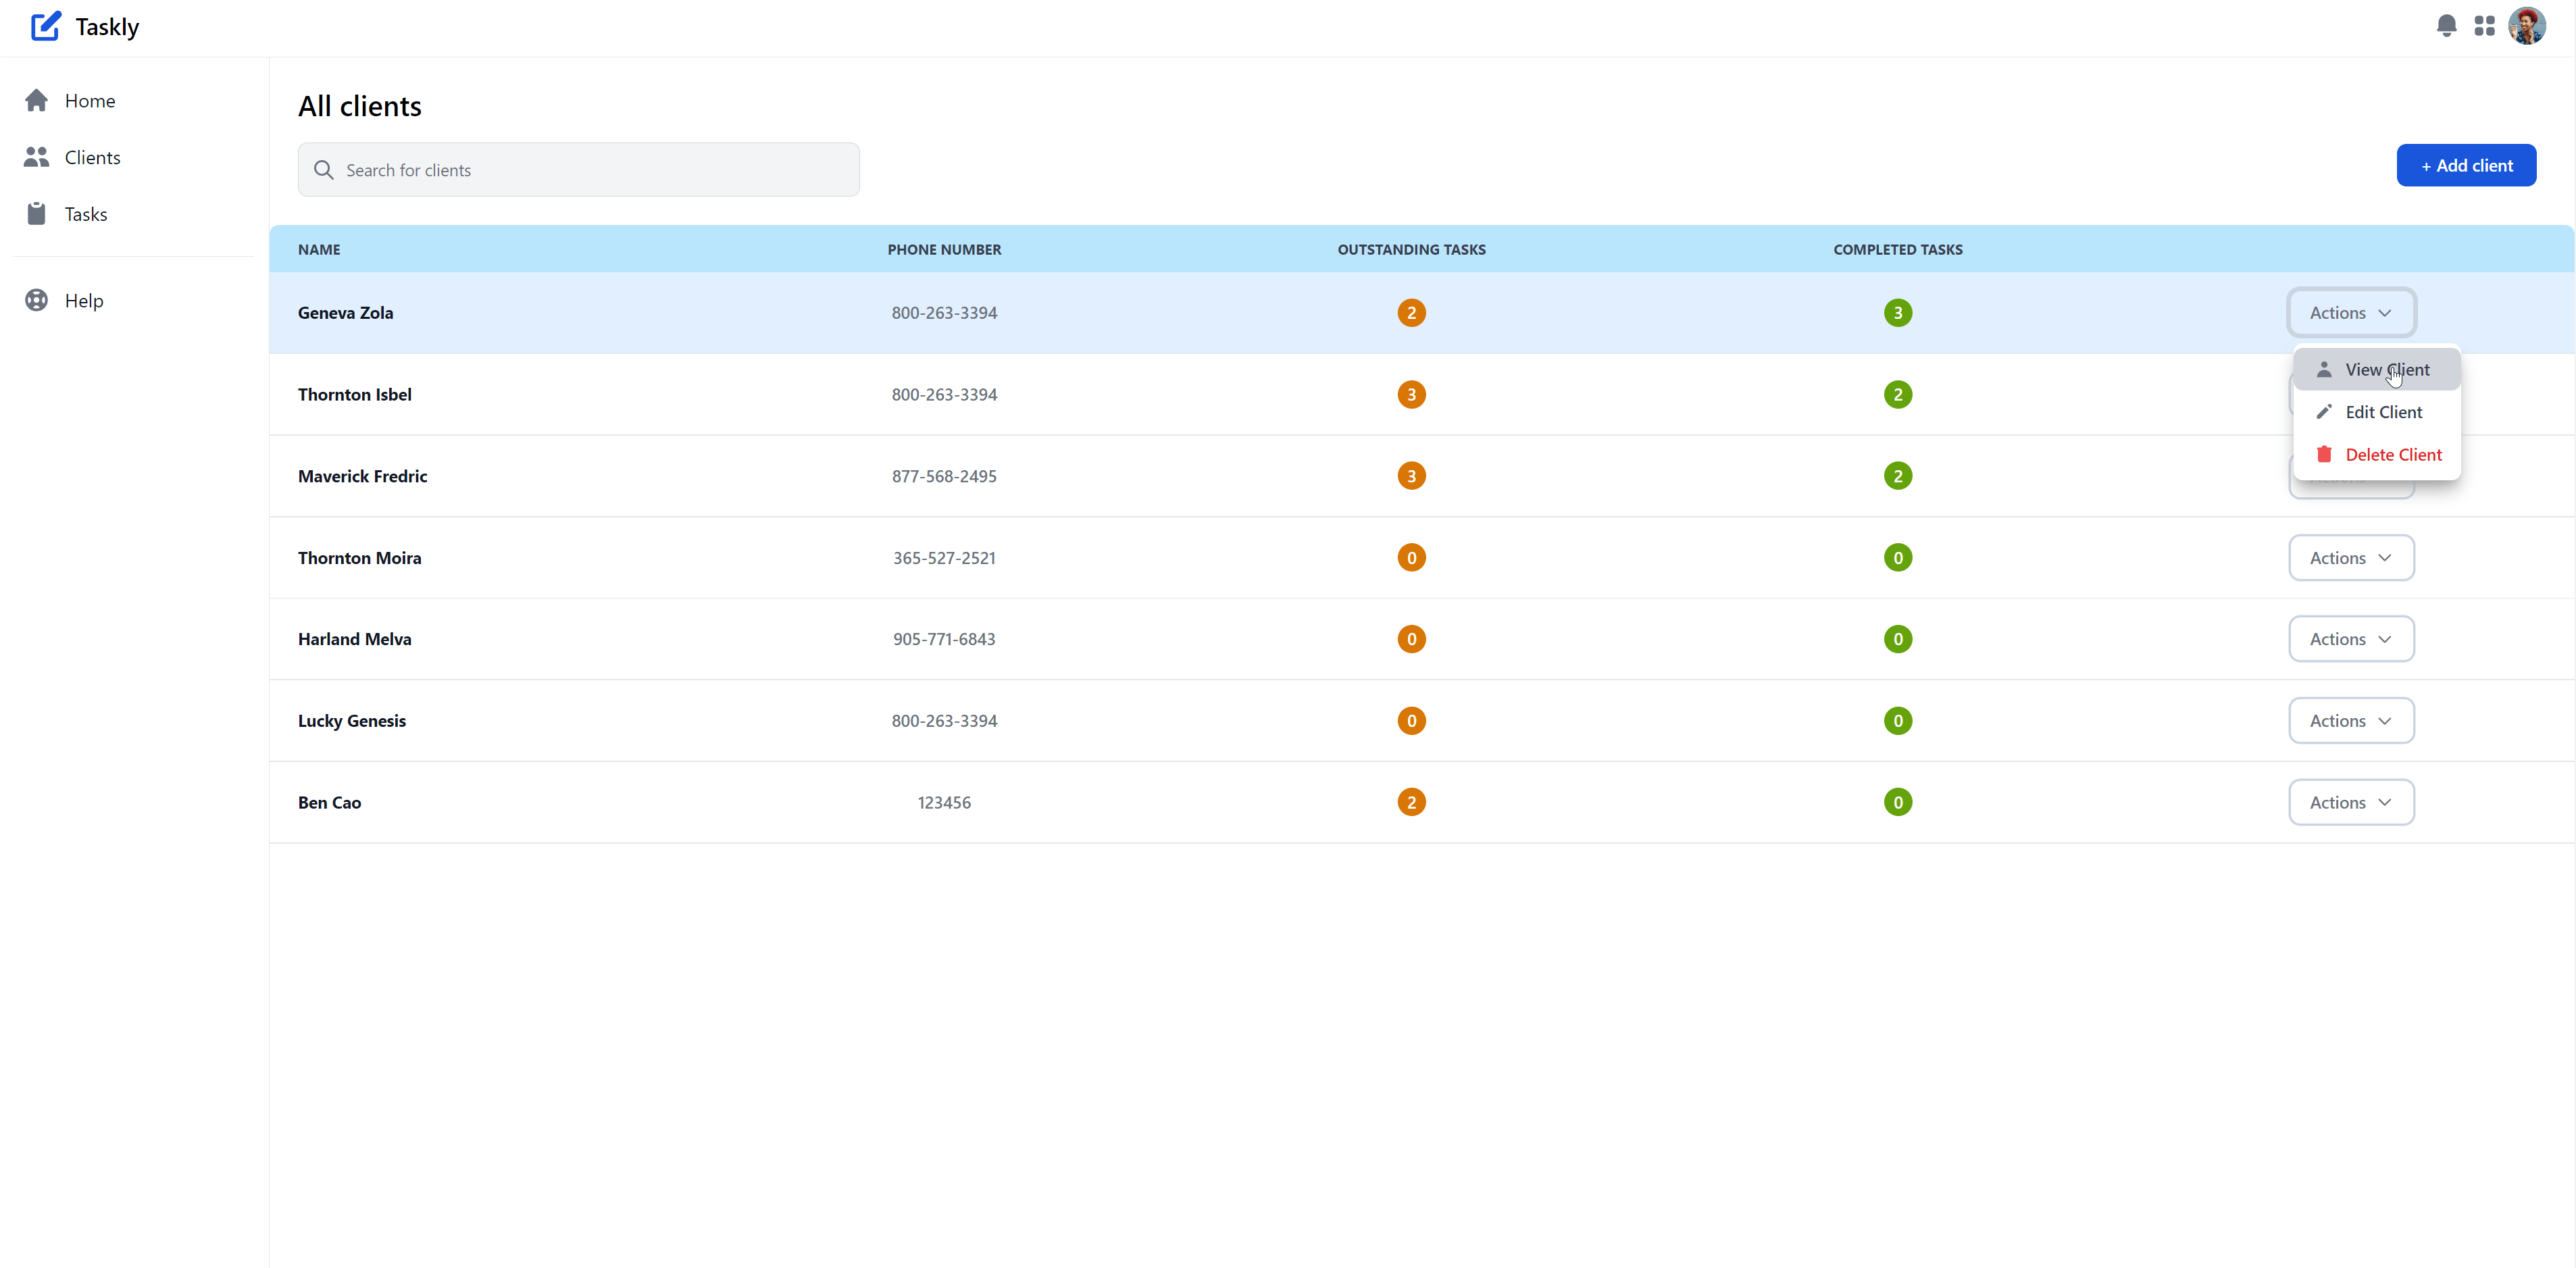 Taskly
Home
Clients
Tasks
Help
All clients
Search for clients
+ Add client
NAME PHONE NUMBER OUTSTANDING TASKS COMPLETED TASKS
Geneva Zola 800-263-3394 2 3 Actions
View Client
Thornton Isbel 800-263-3394 3 2
Edit Client
Delete Client
Maverick Fredric 877-568-2495 3 2
Thornton Moira 365-527-2521 0 0 Actions
Harland Melva 905-771-6843 0 0 Actions
Lucky Genesis 800-263-3394 0 0 Actions
Ben Cao 123456 2 0 Actions